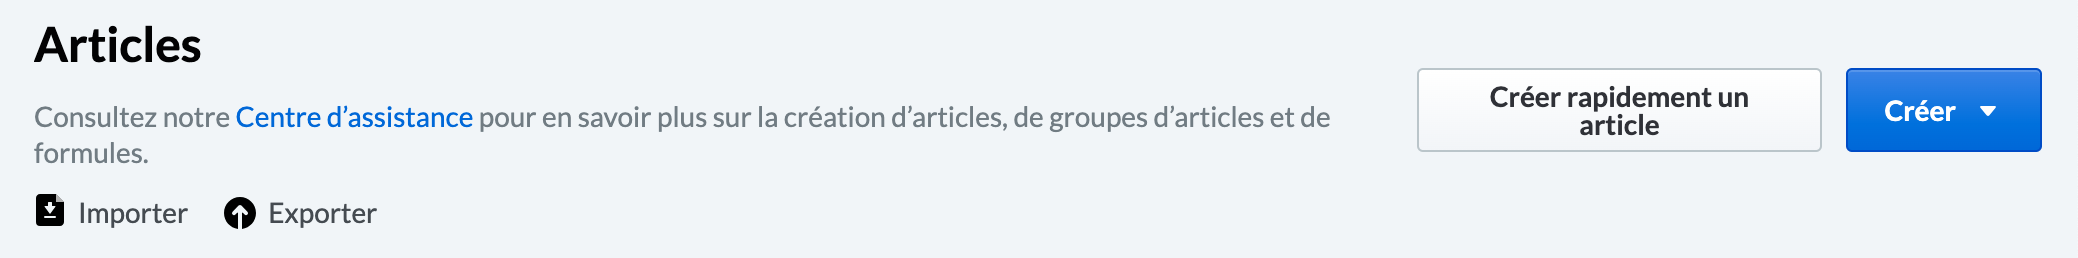 Articles
Consultez notre Centre d’assistance pour en savoir plus sur la création d’articles, de groupes d’articles et de
formules.
Importer Exporter
Créer rapidement un
article
Créer